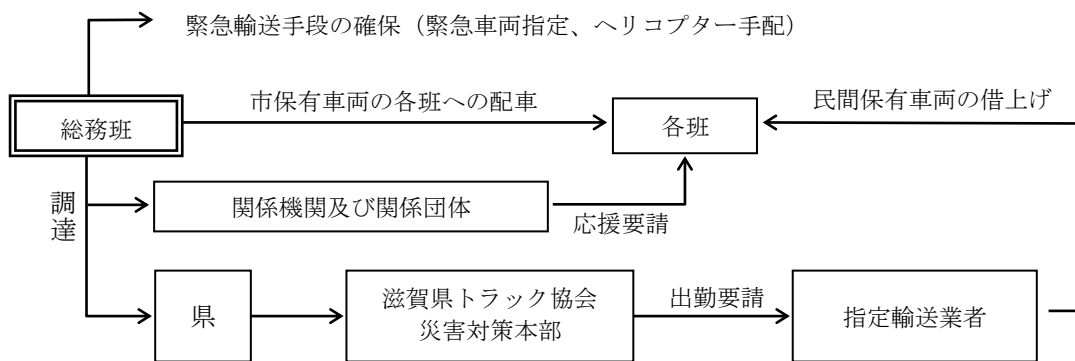 緊急輸送手段の確保（緊急車両指定、ヘリコプター手配）
市保有車両の各班への配車
民間保有車両の借上げ
総務班
各班
調達
関係機関及び関係団体
応援要請
県
滋賀県トラック協会
災害対策本部
出勤要請
指定輸送業者